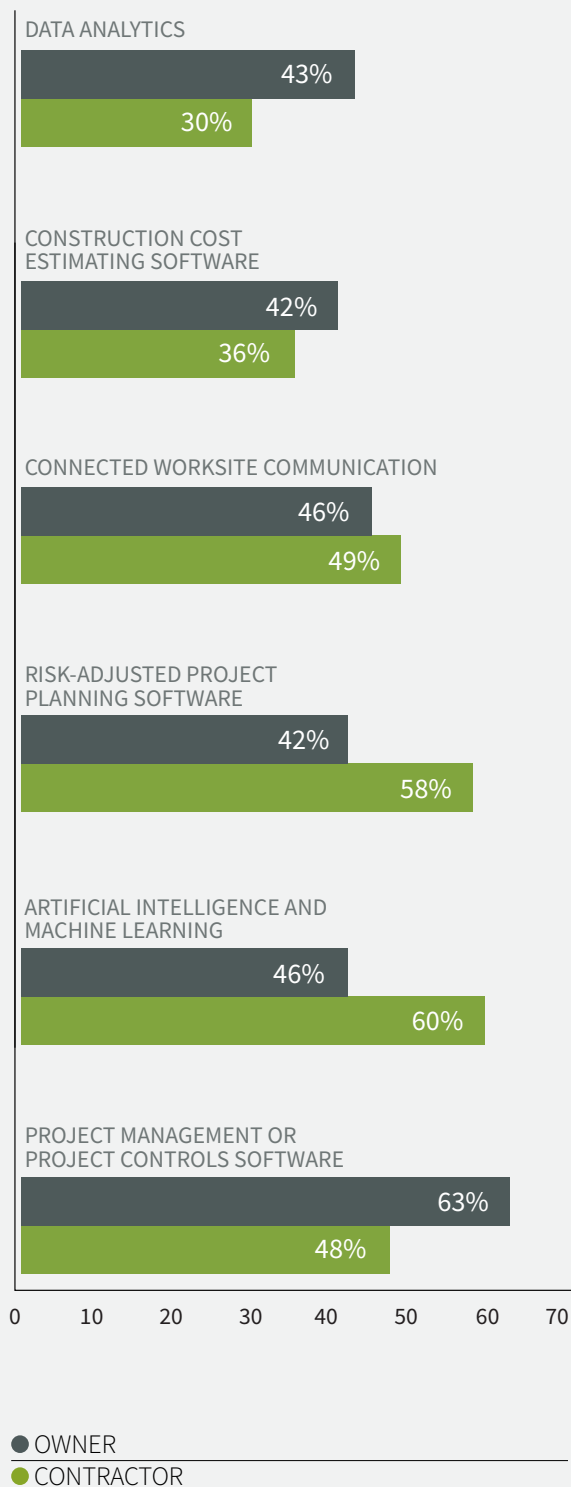 DATA ANALYTICS
43%
30%
CONSTRUCTION COST
ESTIMATING SOFTWARE
42%
36%
CONNECTED WORKSITE COMMUNICATION
46%
49%
RISK-ADJUSTED PROJECT
PLANNING SOFTWARE
42%
58%
ARTIFICIAL INTELLIGENCE AND
MACHINE LEARNING
46%
60%
PROJECT MANAGEMENT OR
PROJECT CONTROLS SOFTWARE
63%
48%
0 10 20 30 40 50 60 70
OWNER
CONTRACTOR